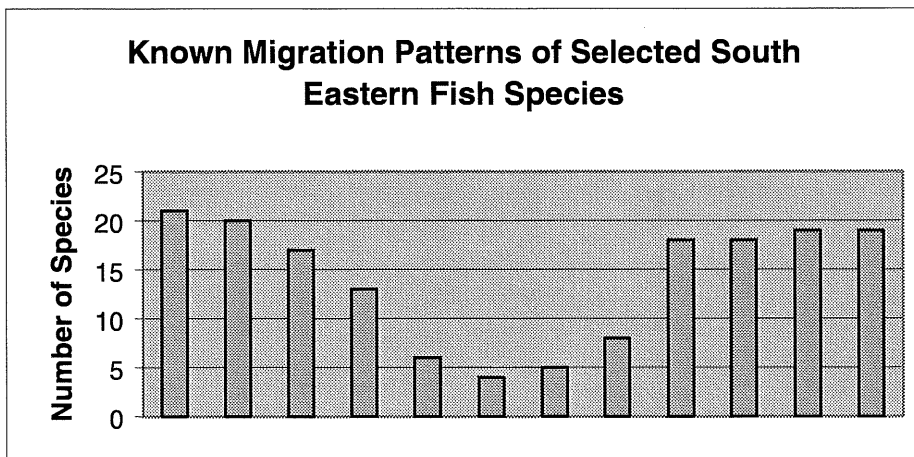 Known Migration Patterns of Selected South
Eastern Fish Species
Number of Species
25
20
15
10
5
0